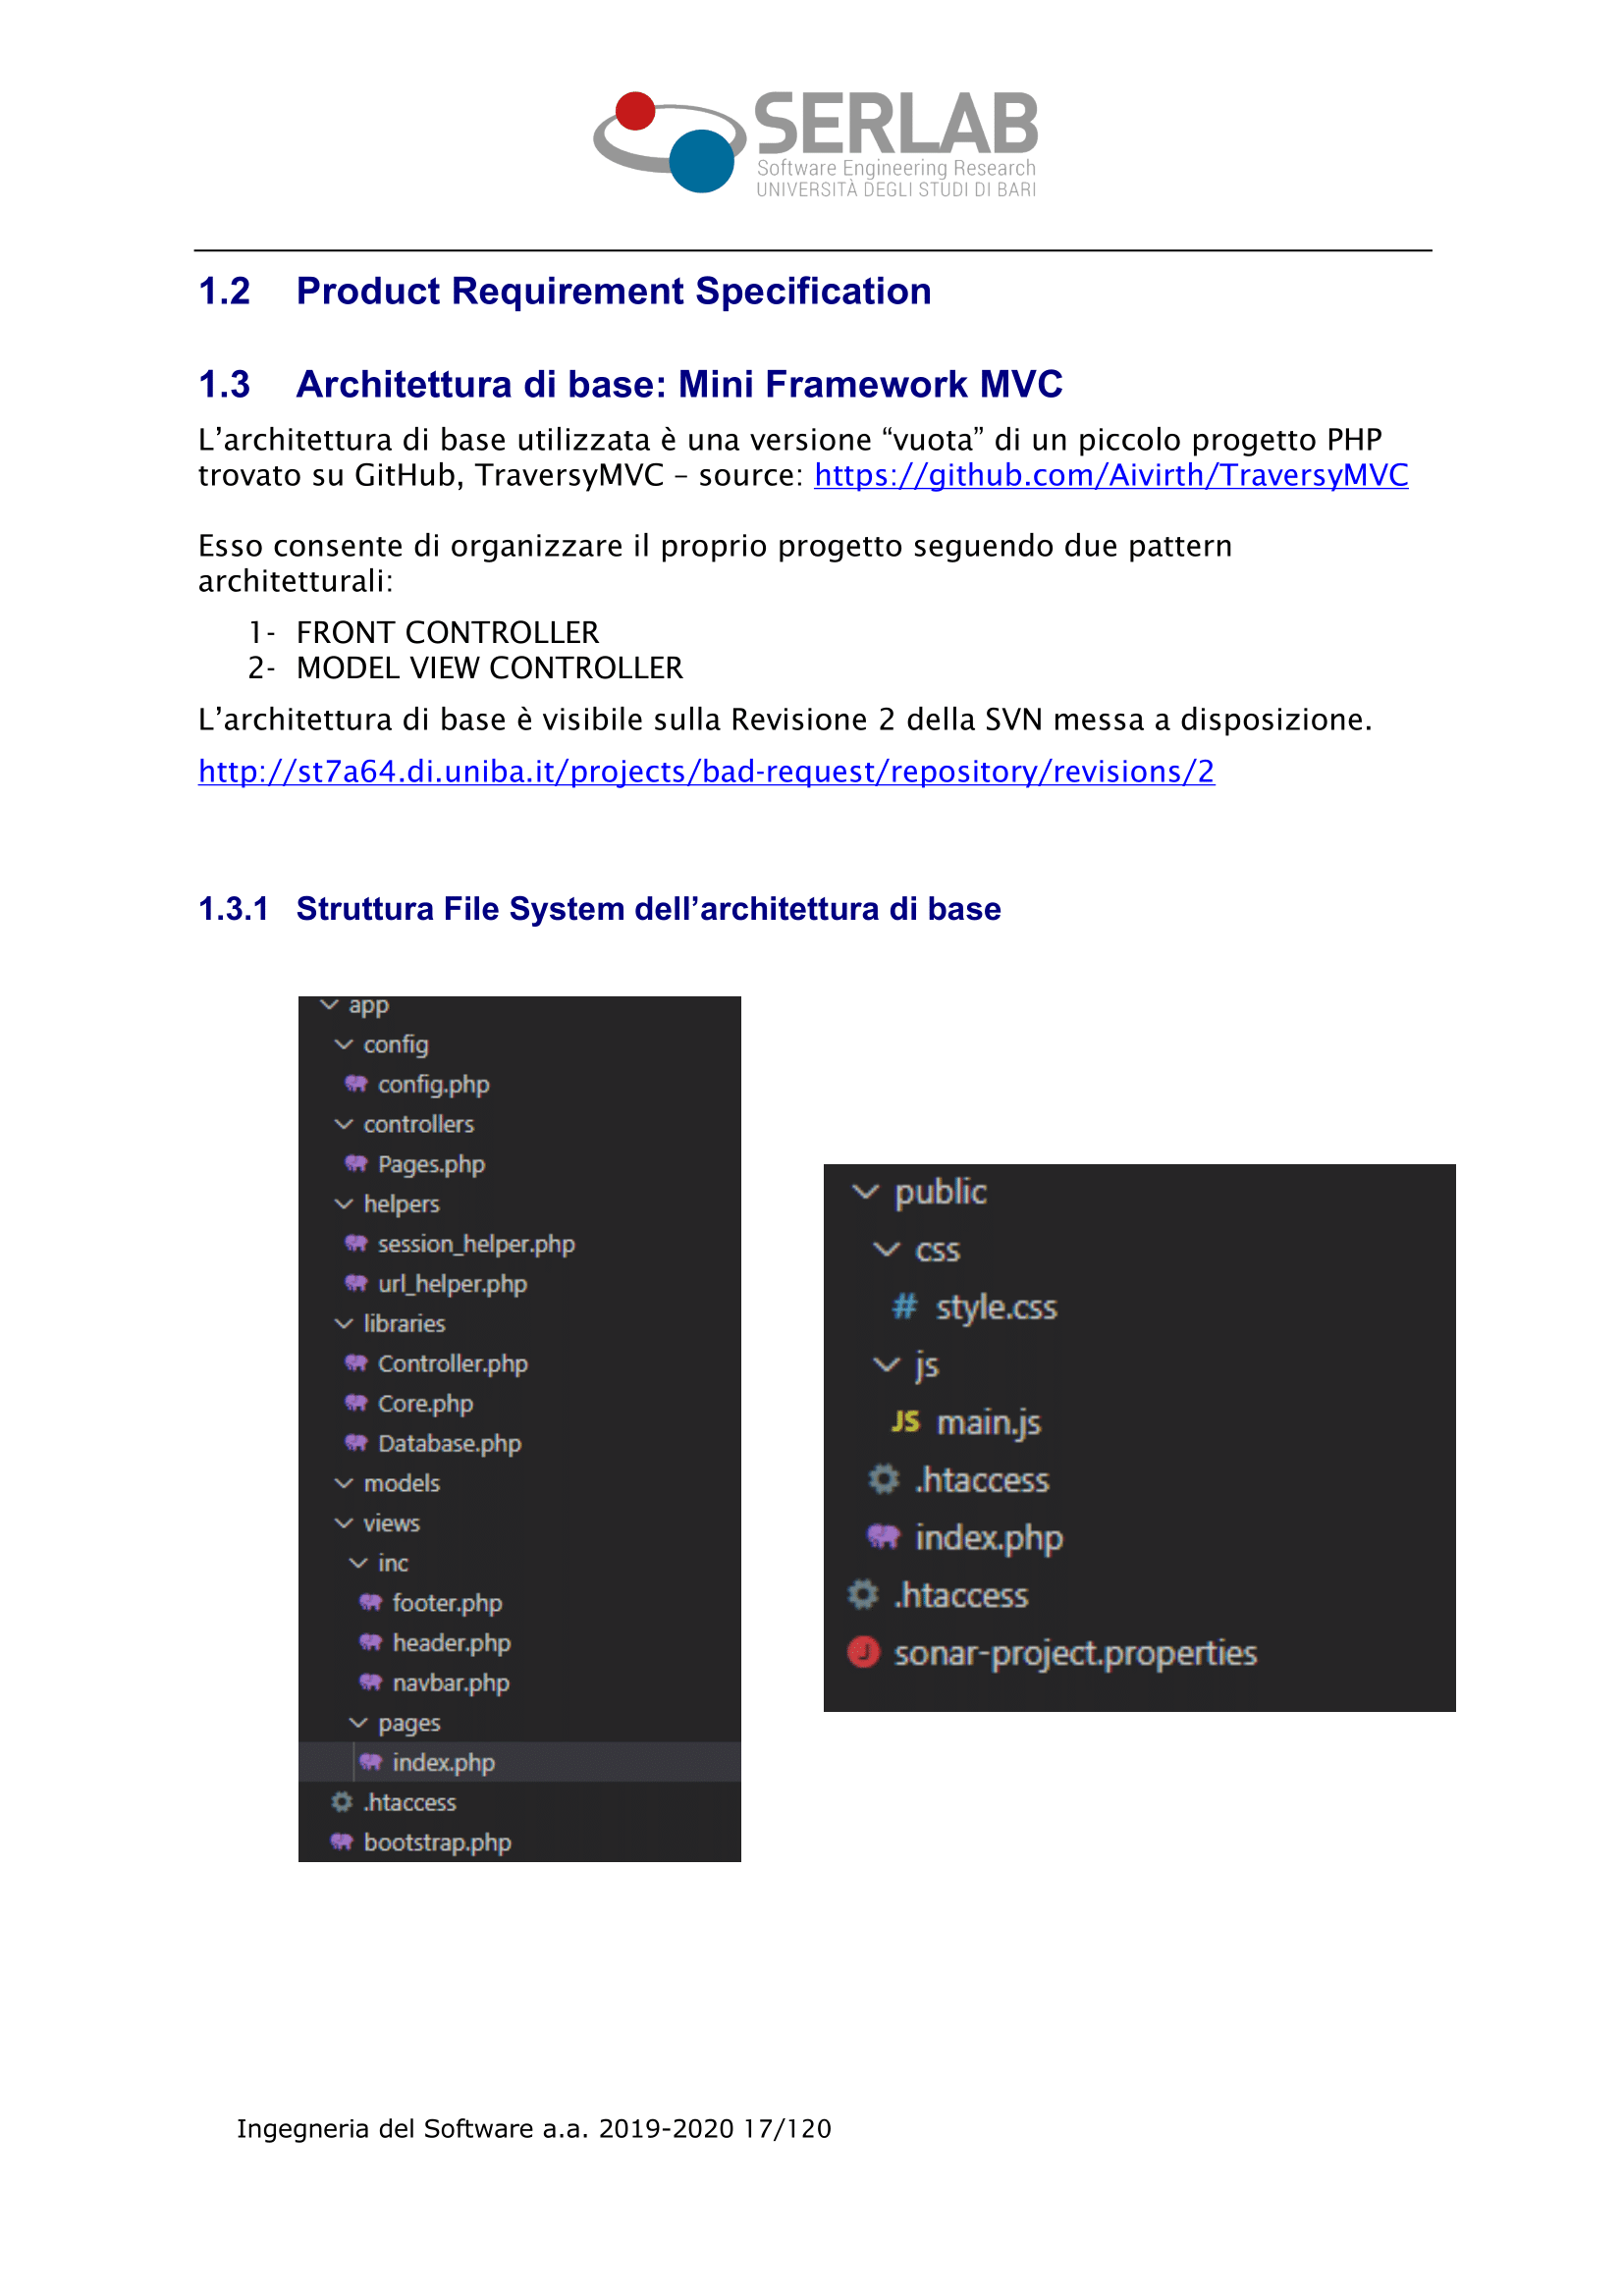 SERLAB
Software Engineering Research
UNIVERSITÀ DEGLI STUDI DI BARI
1.2 Product Requirement Specification
1.3 Architettura di base: Mini Framework MVC
L’architettura di base utilizzata è una versione “vuota” di un piccolo progetto PHP
trovato su GitHub, TraversyMVC – source: https://github.com/Aivirth/TraversyMVC
Esso consente di organizzare il proprio progetto seguendo due pattern
architetturali:
1- FRONT CONTROLLER
2- MODEL VIEW CONTROLLER
L’architettura di base è visibile sulla Revisione 2 della SVN messa a disposizione.
http://st7a64.di.uniba.it/projects/bad-request/repository/revisions/2
1.3.1 Struttura File System dell’architettura di base
app
config
config.php
controllers
Pages.php
helpers
session_helper.php
url_helper.php
libraries
Controller.php
Core.php
Database.php
models
views
inc
footer.php
header.php
navbar.php
pages
index.php
.htaccess
bootstrap.php
public
css
# style.css
js
JS main.js
.htaccess
index.php
.htaccess
J sonar-project.properties
Ingegneria del Software a.a. 2019-2020 17/120